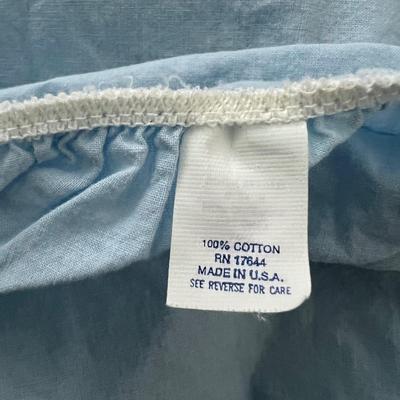 100% COTTON
RN 17644
MADE IN U.S.A.
SEE REVERSE FOR CARE